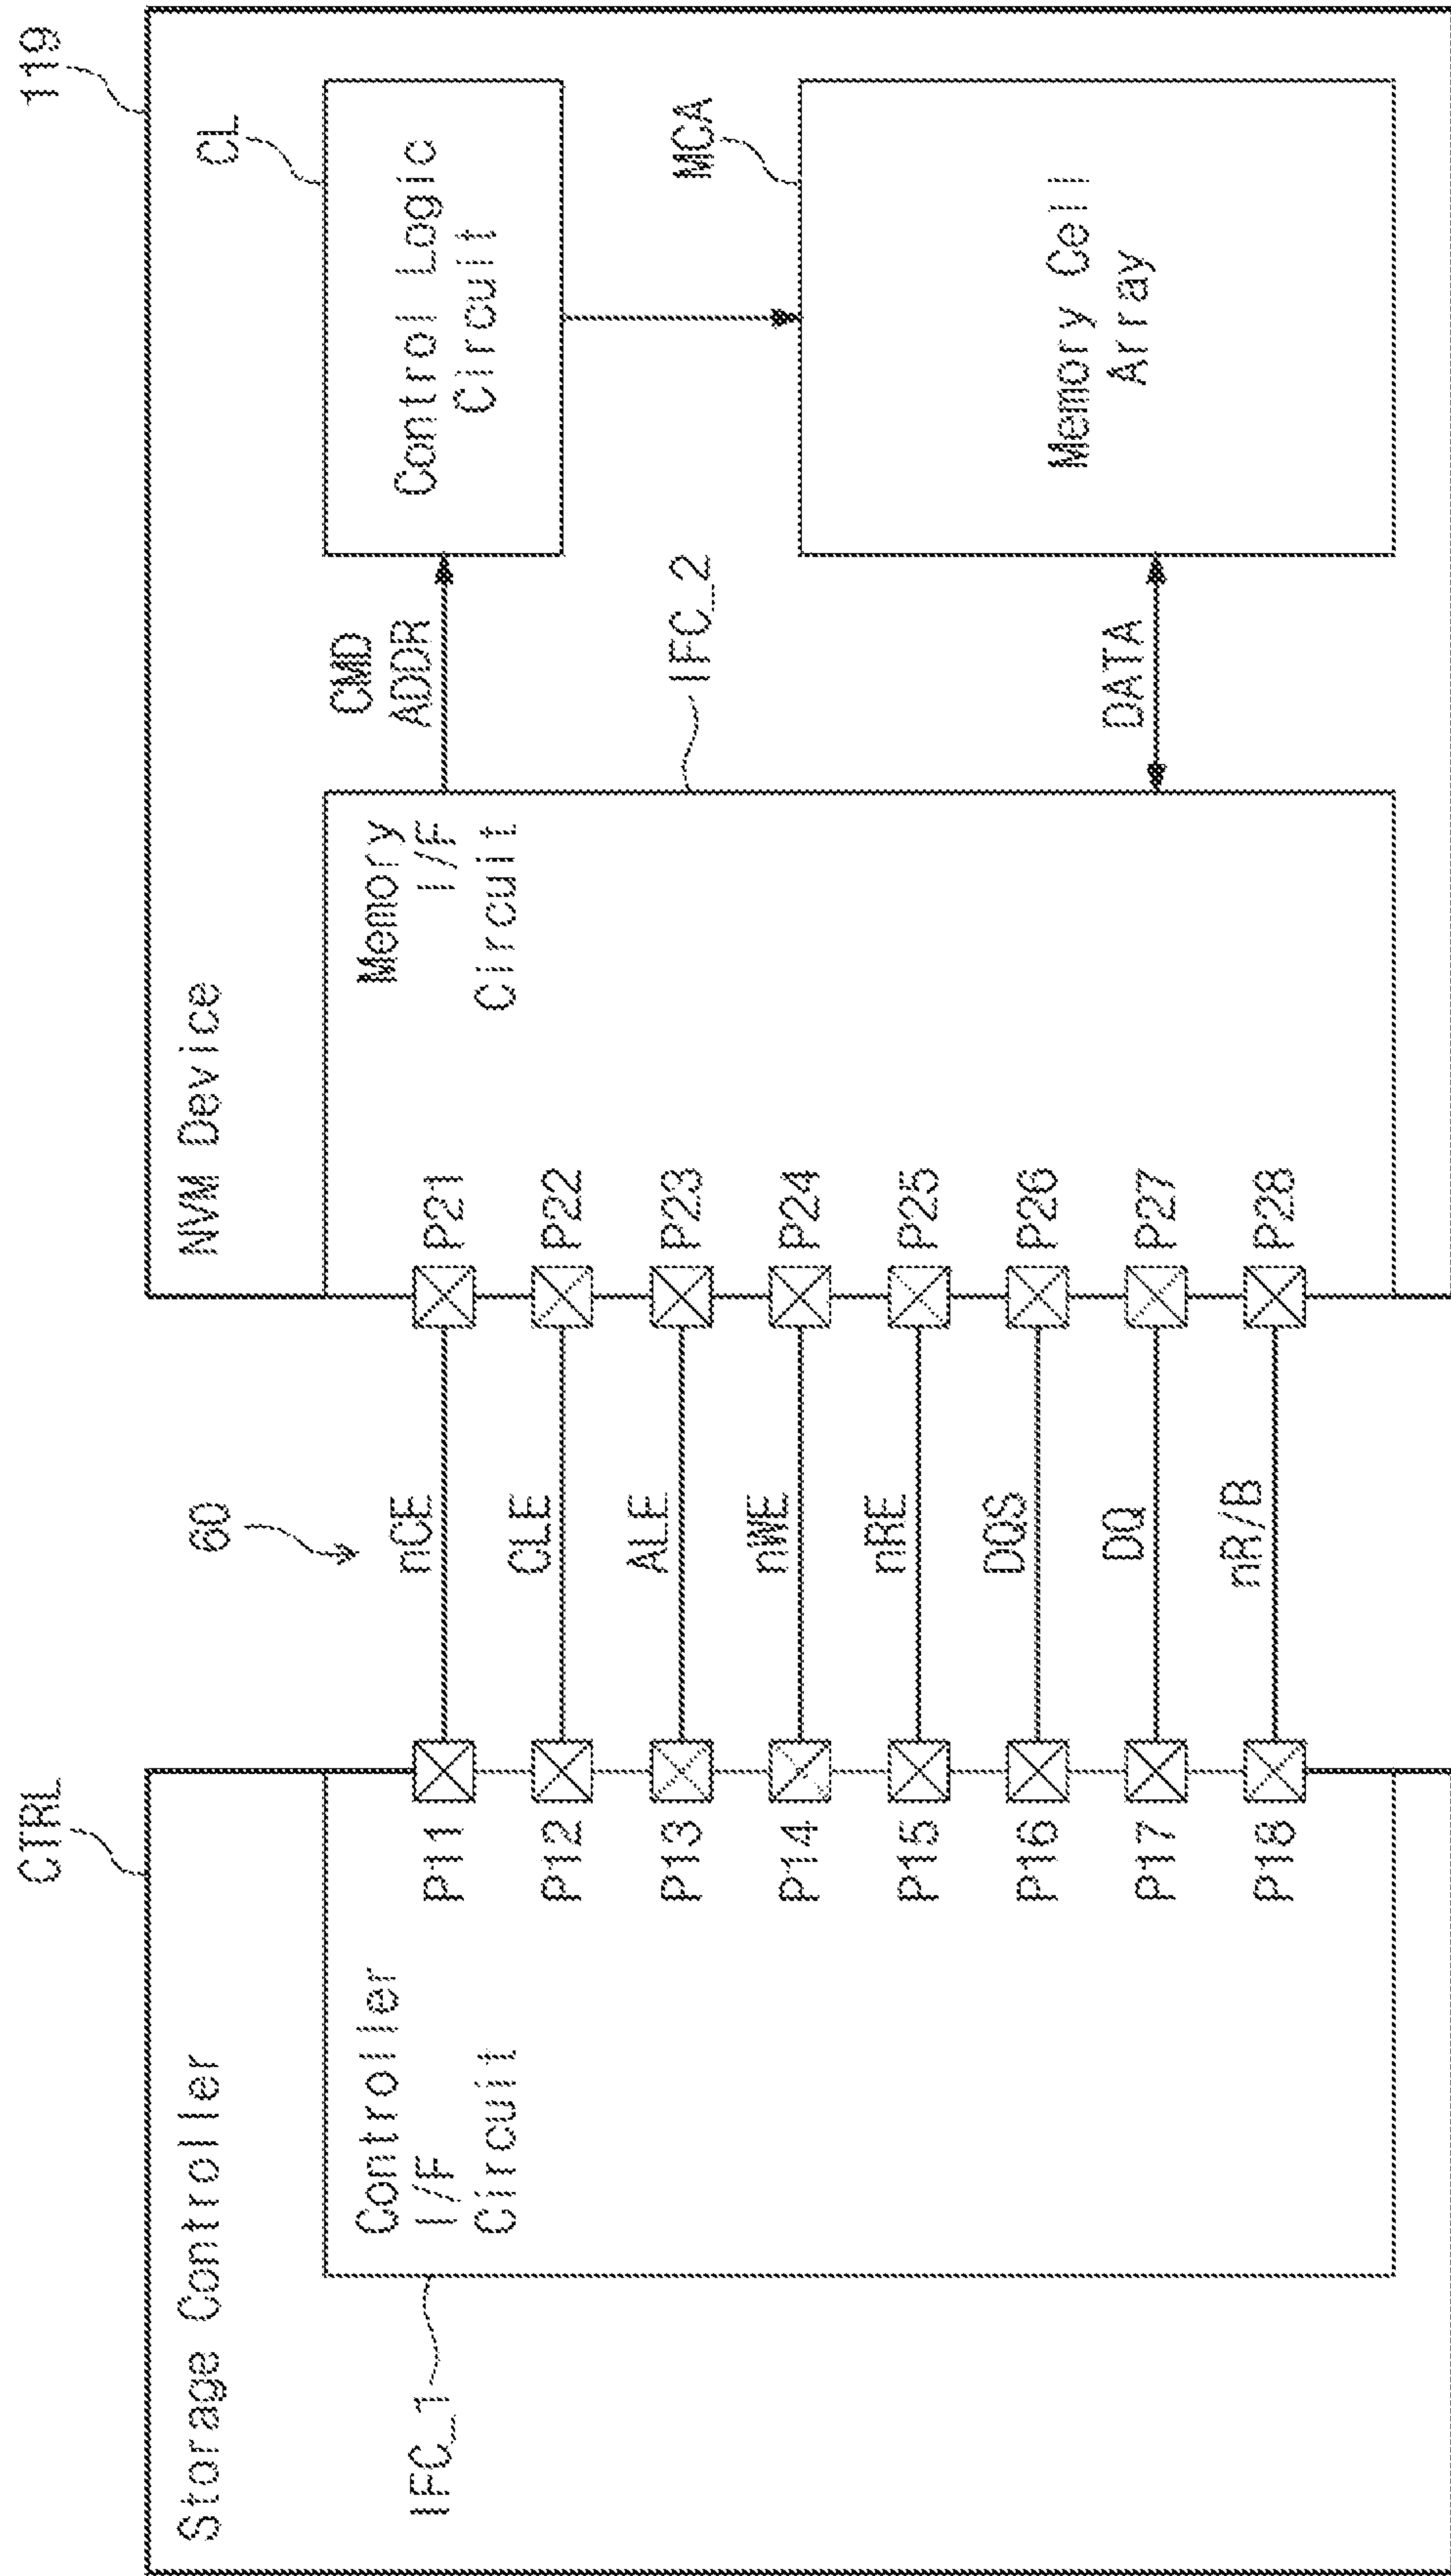 CTRL
119
60
Storage Controller
NVM Device
CL
Controller
I/F
Circuit
IFC_1
P11
P12
P13
P14
P15
P16
P17
P18
nCE
CLE
ALE
nWE
nRE
DQS
DQ
nR/B
P21
P22
P23
P24
P25
P26
P27
P28
Memory
I/F
Circuit
IFC_2
CMD
ADDR
Control Logic
Circuit
MCA
DATA
Memory Cell
Array